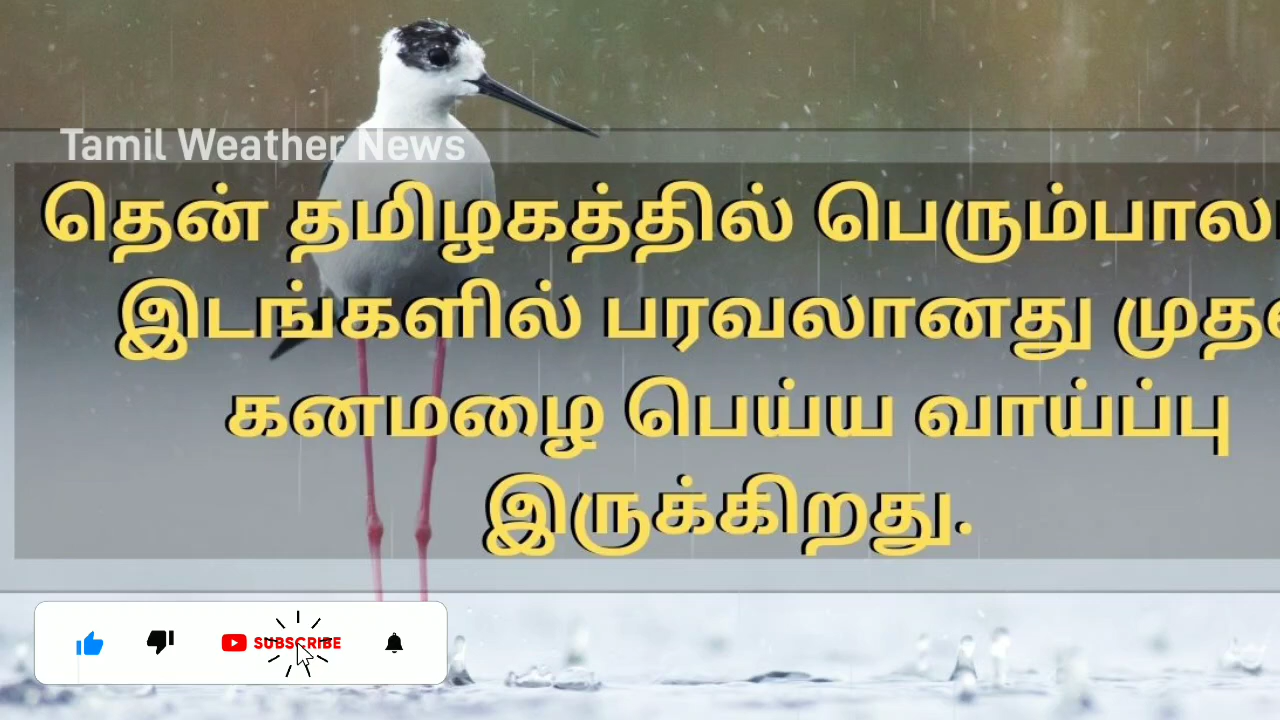 Tamil Weather News
தென் தமிழகத்தில்
இடங்களில் பரவலானது
கனமழை பெய்ய வாய்ப்பு
இருக்கிறது.
SUBSCRIBE